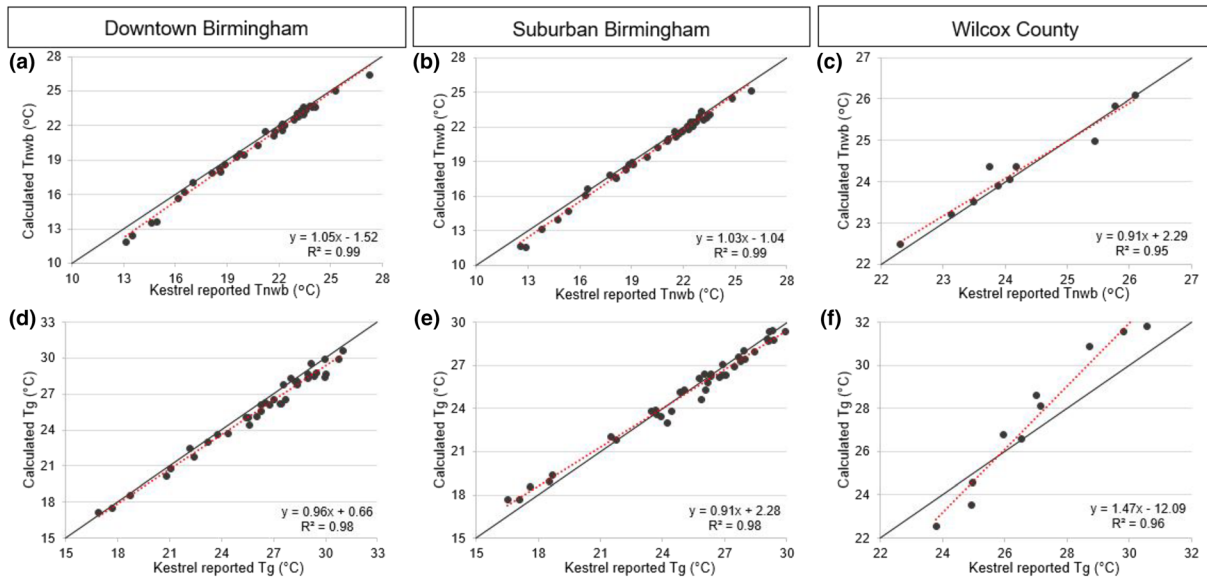 Downtown Birmingham
Suburban Birmingham
Wilcox County
(a)
Calculated Tnwb (°C)
28
25
22
19
16
13
10
y = 1.05x - 1.52
R² = 0.99
10 13 16 19 22 25 28
Kestrel reported Tnwb (°C)
(b)
Calculated Tnwb (°C)
28
25
22
19
16
13
10
y = 1.03x - 1.04
R² = 0.99
10 13 16 19 22 25 28
Kestrel reported Tnwb (°C)
(c)
Calculated Tnwb (°C)
27
26
25
24
23
22
y = 0.91x + 2.29
R² = 0.95
22 23 24 25 26 27
Kestrel reported Tnwb (°C)
(d)
Calculated Tg (°C)
33
30
27
24
21
18
15
y = 0.96x + 0.66
R² = 0.98
15 18 21 24 27 30 33
Kestrel reported Tg (°C)
(e)
Calculated Tg (°C)
30
27
24
21
18
15
y = 0.91x + 2.28
R² = 0.98
15 18 21 24 27 30
Kestrel reported Tg (°C)
(f)
Calculated Tg (°C)
32
30
28
26
24
22
y = 1.47x - 12.09
R² = 0.96
22 24 26 28 30 32
Kestrel reported Tg (°C)